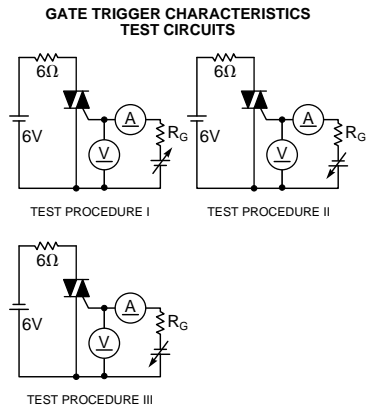 GATE TRIGGER CHARACTERISTICS
TEST CIRCUITS
6Ω
A
RG
6V
V
TEST PROCEDURE I
6Ω
A
RG
6V
V
TEST PROCEDURE II
6Ω
A
RG
6V
V
TEST PROCEDURE III